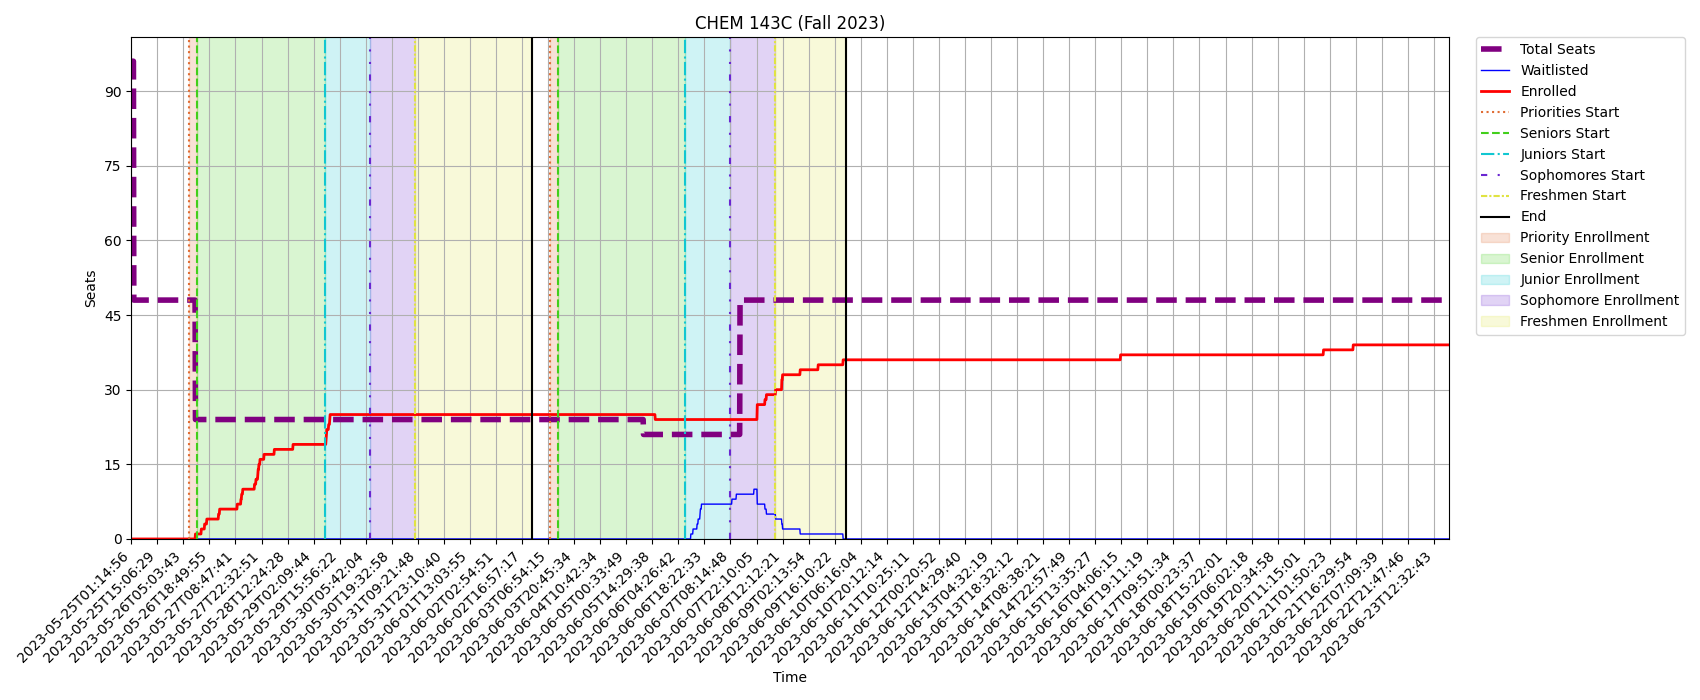 CHEM 143C (Fall 2023)
Seats
90
75
60
45
30
15
0
2023-05-25T01:14:56
2023-05-25T15:06:29
2023-05-26T05:03:43
2023-05-26T18:49:55
2023-05-27T08:47:41
2023-05-27T22:32:51
2023-05-28T12:24:28
2023-05-29T02:09:44
2023-05-29T15:56:22
2023-05-30T05:42:04
2023-05-30T19:32:58
2023-05-31T09:21:48
2023-05-31T23:10:40
2023-06-01T13:03:55
2023-06-02T02:54:51
2023-06-02T16:57:17
2023-06-03T06:54:15
2023-06-03T20:45:34
2023-06-04T10:42:34
2023-06-05T00:33:49
2023-06-05T14:29:38
2023-06-06T04:26:42
2023-06-06T18:22:33
2023-06-07T08:14:48
2023-06-07T22:10:05
2023-06-08T12:12:21
2023-06-09T02:13:54
2023-06-09T16:10:22
2023-06-10T06:16:04
2023-06-10T20:12:14
2023-06-11T10:25:11
2023-06-12T00:20:52
2023-06-12T14:29:40
2023-06-13T04:32:19
2023-06-13T18:32:12
2023-06-14T08:38:21
2023-06-14T22:57:49
2023-06-15T13:35:27
2023-06-16T04:06:15
2023-06-16T19:11:19
2023-06-17T09:51:34
2023-06-18T00:23:37
2023-06-18T15:22:01
2023-06-19T06:02:18
2023-06-19T20:34:58
2023-06-20T11:15:01
2023-06-21T01:50:23
2023-06-21T16:29:54
2023-06-22T07:09:39
2023-06-22T21:47:46
2023-06-23T12:32:43
Time
Total Seats
Waitlisted
Enrolled
Priorities Start
Seniors Start
Juniors Start
Sophomores Start
Freshmen Start
End
Priority Enrollment
Senior Enrollment
Junior Enrollment
Sophomore Enrollment
Freshmen Enrollment